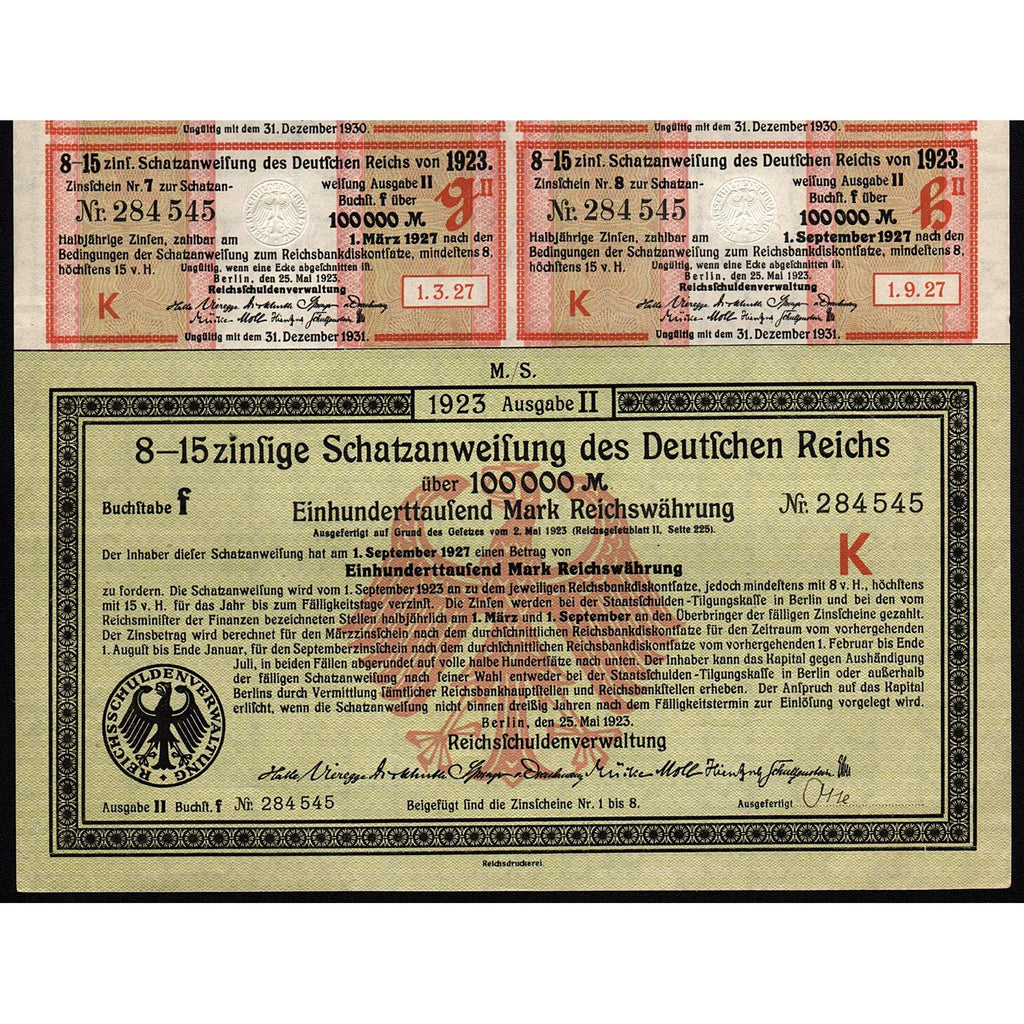 Ungültig mit dem 31. Dezember 1930.
8–15 zinſ. Schatzanweiſung des Deutſchen Reichs von 1923.
Zinsſchein Nr. 7 zur Schatzan- weiſung Ausgabe II
Buchſt. f über
Nr. 284 545
100 000 M.
g II
Halbjährige Zinſen, zahlbar am 1. März 1927 nach den
Bedingungen der Schatzanweiſung zum Reichsbankdiskontſatze, mindeſtens 8,
höchſtens 15 v. H.
Ungültig, wenn eine Ecke abgeſchnitten iſt.
Berlin, den 25. Mai 1923.
Reichsſchuldenverwaltung
K
1.3.27
Ungültig mit dem 31. Dezember 1931.
Ungültig mit dem 31. Dezember 1930.
8–15 zinſ. Schatzanweiſung des Deutſchen Reichs von 1923.
Zinsſchein Nr. 8 zur Schatzan- weiſung Ausgabe II
Buchſt. f über
Nr. 284 545
100 000 M.
h II
Halbjährige Zinſen, zahlbar am 1. September 1927 nach den
Bedingungen der Schatzanweiſung zum Reichsbankdiskontſatze, mindeſtens 8,
höchſtens 15 v. H.
Ungültig, wenn eine Ecke abgeſchnitten iſt.
Berlin, den 25. Mai 1923.
Reichsſchuldenverwaltung
K
1.9.27
Ungültig mit dem 31. Dezember 1931.
M./S.
1923 Ausgabe II
8–15 zinſige Schatzanweiſung des Deutſchen Reichs
über 100 000 M.
Buchſtabe f
Einhunderttauſend Mark Reichswährung
Nr. 284545
Ausgefertigt auf Grund des Geſetzes vom 2. Mai 1923 (Reichsgeſetzblatt II, Seite 225).
Der Inhaber dieſer Schatzanweiſung hat am 1. September 1927 einen Betrag von
K
Einhunderttauſend Mark Reichswährung
zu fordern. Die Schatzanweiſung wird vom 1. September 1923 an zu dem jeweiligen Reichsbankdiskontſatze, jedoch mindeſtens mit 8 v. H., höchſtens
mit 15 v. H. für das Jahr bis zum Fälligkeitstage verzinſt. Die Zinſen werden bei der Staatsſchulden-Tilgungskaſſe in Berlin und bei den vom
Reichsminiſter der Finanzen bezeichneten Stellen halbjährlich am 1. März und 1. September an den Überbringer der fälligen Zinsſcheine gezahlt.
Der Zinsbetrag wird berechnet für den Märzzinsſchein nach dem durchſchnittlichen Reichsbankdiskontſatze für den Zeitraum vom vorhergehenden
1. Auguſt bis Ende Januar, für den Septemberzinsſchein nach dem durchſchnittlichen Reichsbankdiskontſatze vom vorhergehenden 1. Februar bis Ende
Juli, in beiden Fällen abgerundet auf volle halbe Hundertſätze nach unten. Der Inhaber kann das Kapital gegen Aushändigung
der fälligen Schatzanweiſung nach ſeiner Wahl entweder bei der Staatsſchulden-Tilgungskaſſe in Berlin oder außerhalb
Berlins durch Vermittlung ſämtlicher Reichsbankhauptſtellen und Reichsbankſtellen erheben. Der Anſpruch auf das Kapital
erliſcht, wenn die Schatzanweiſung nicht binnen dreißig Jahren nach dem Fälligkeitstermin zur Einlöſung vorgelegt wird.
Berlin, den 25. Mai 1923.
Reichsſchuldenverwaltung
REICHSSCHULDENVERWALTUNG
Halle Vieregge Springer Mücke Moll
Ausgabe II Buchſt. f Nr. 284545
Beigefügt ſind die Zinsſcheine Nr. 1 bis 8.
Ausgefertigt
Reichsdruckerei